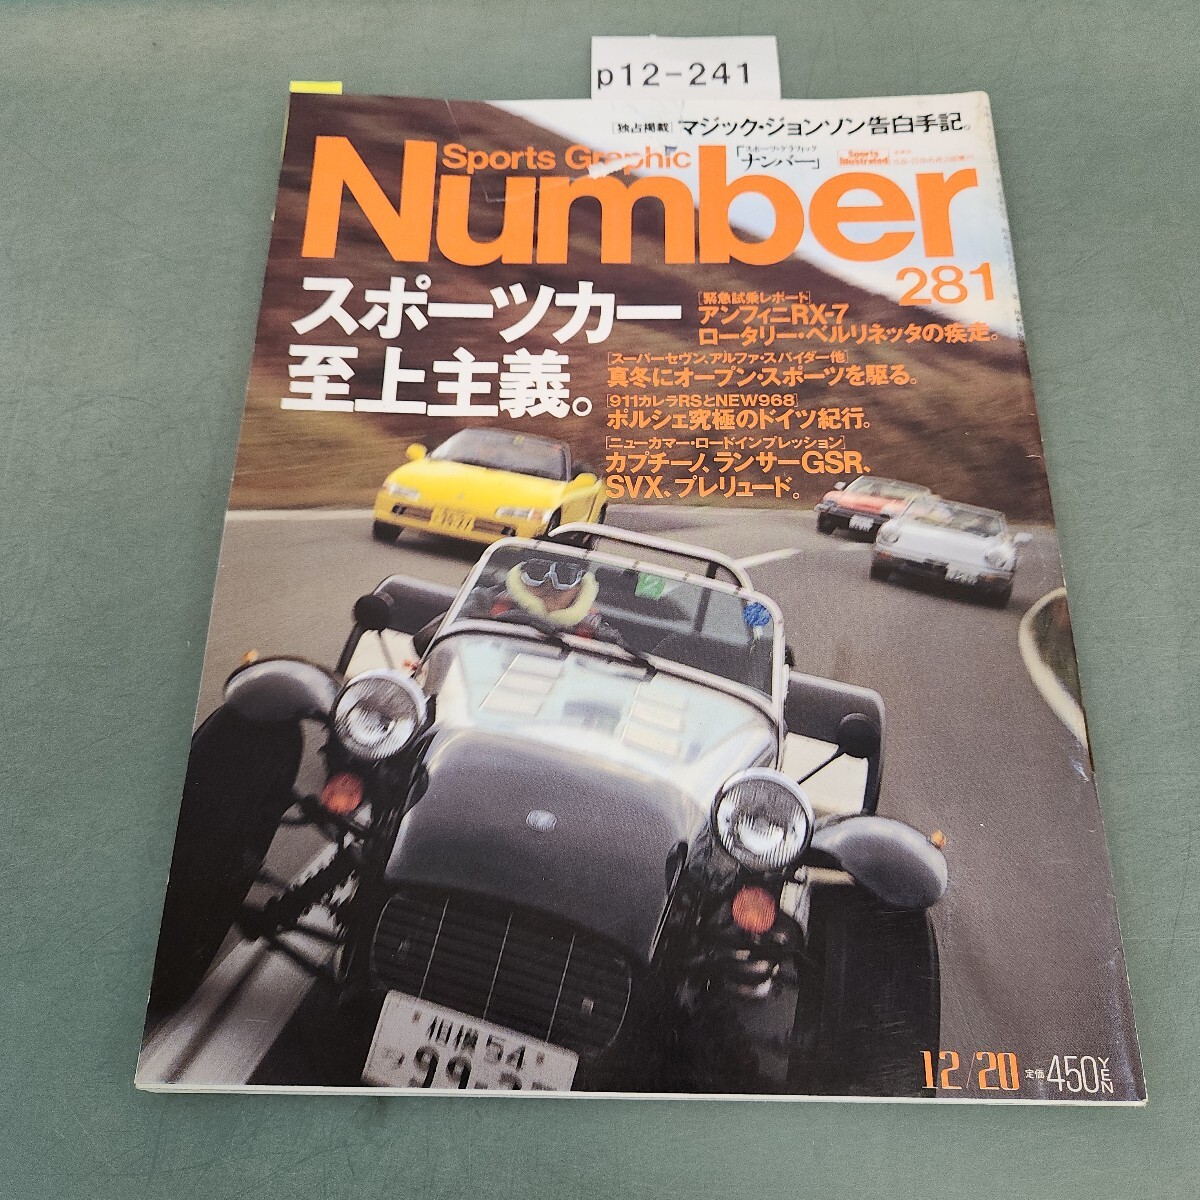 p12-241
[独占掲載] マジック・ジョンソン告白手記。
Sports Graphic
スポーツ・グラフィック
「ナンバー」
Sports Illustrated
Number
281
スポーツカー
至上主義。
[緊急試乗レポート]
アンフィニRX-7
ロータリー・ベルリネッタの疾走。
[スーパーセヴン、アルファ・スパイダー他]
真冬にオープン・スポーツを駆る。
[911カレラRSとNEW968]
ポルシェ究極のドイツ紀行。
[ニューカマー・ロードインプレッション]
カプチーノ、ランサーGSR、
SVX、プレリュード。
相模 54
12/20 定価 450 YEN